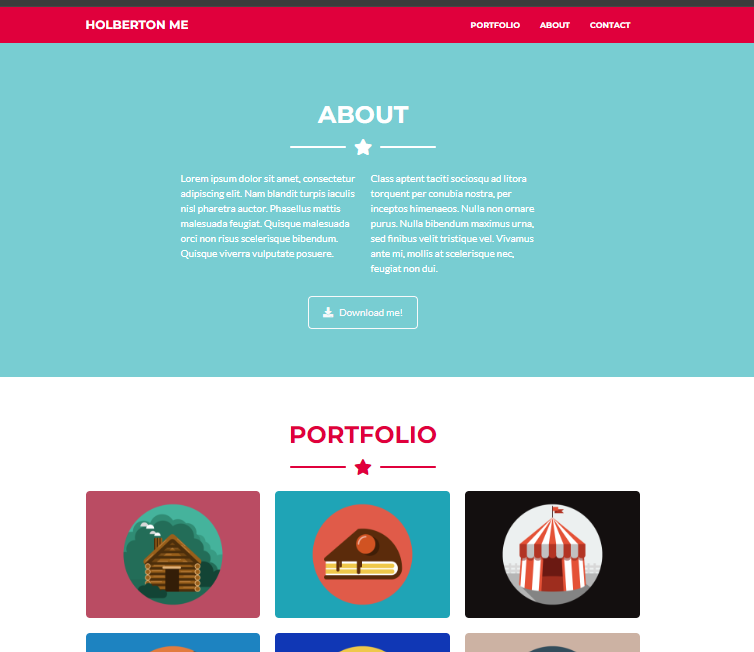 HOLBERTON ME
PORTFOLIO ABOUT CONTACT
ABOUT
Lorem ipsum dolor sit amet, consectetur
adipiscing elit. Nam blandit turpis iaculis
nisl pharetra auctor. Phasellus mattis
malesuada feugiat. Quisque malesuada
orci non risus scelerisque bibendum.
Quisque viverra vulputate posuere.
Class aptent taciti sociosqu ad litora
torquent per conubia nostra, per
inceptos himenaeos. Nulla non ornare
purus. Nulla bibendum maximus urna,
sed finibus velit tristique vel. Vivamus
ante mi, mollis at scelerisque nec,
feugiat non dui.
Download me!
PORTFOLIO